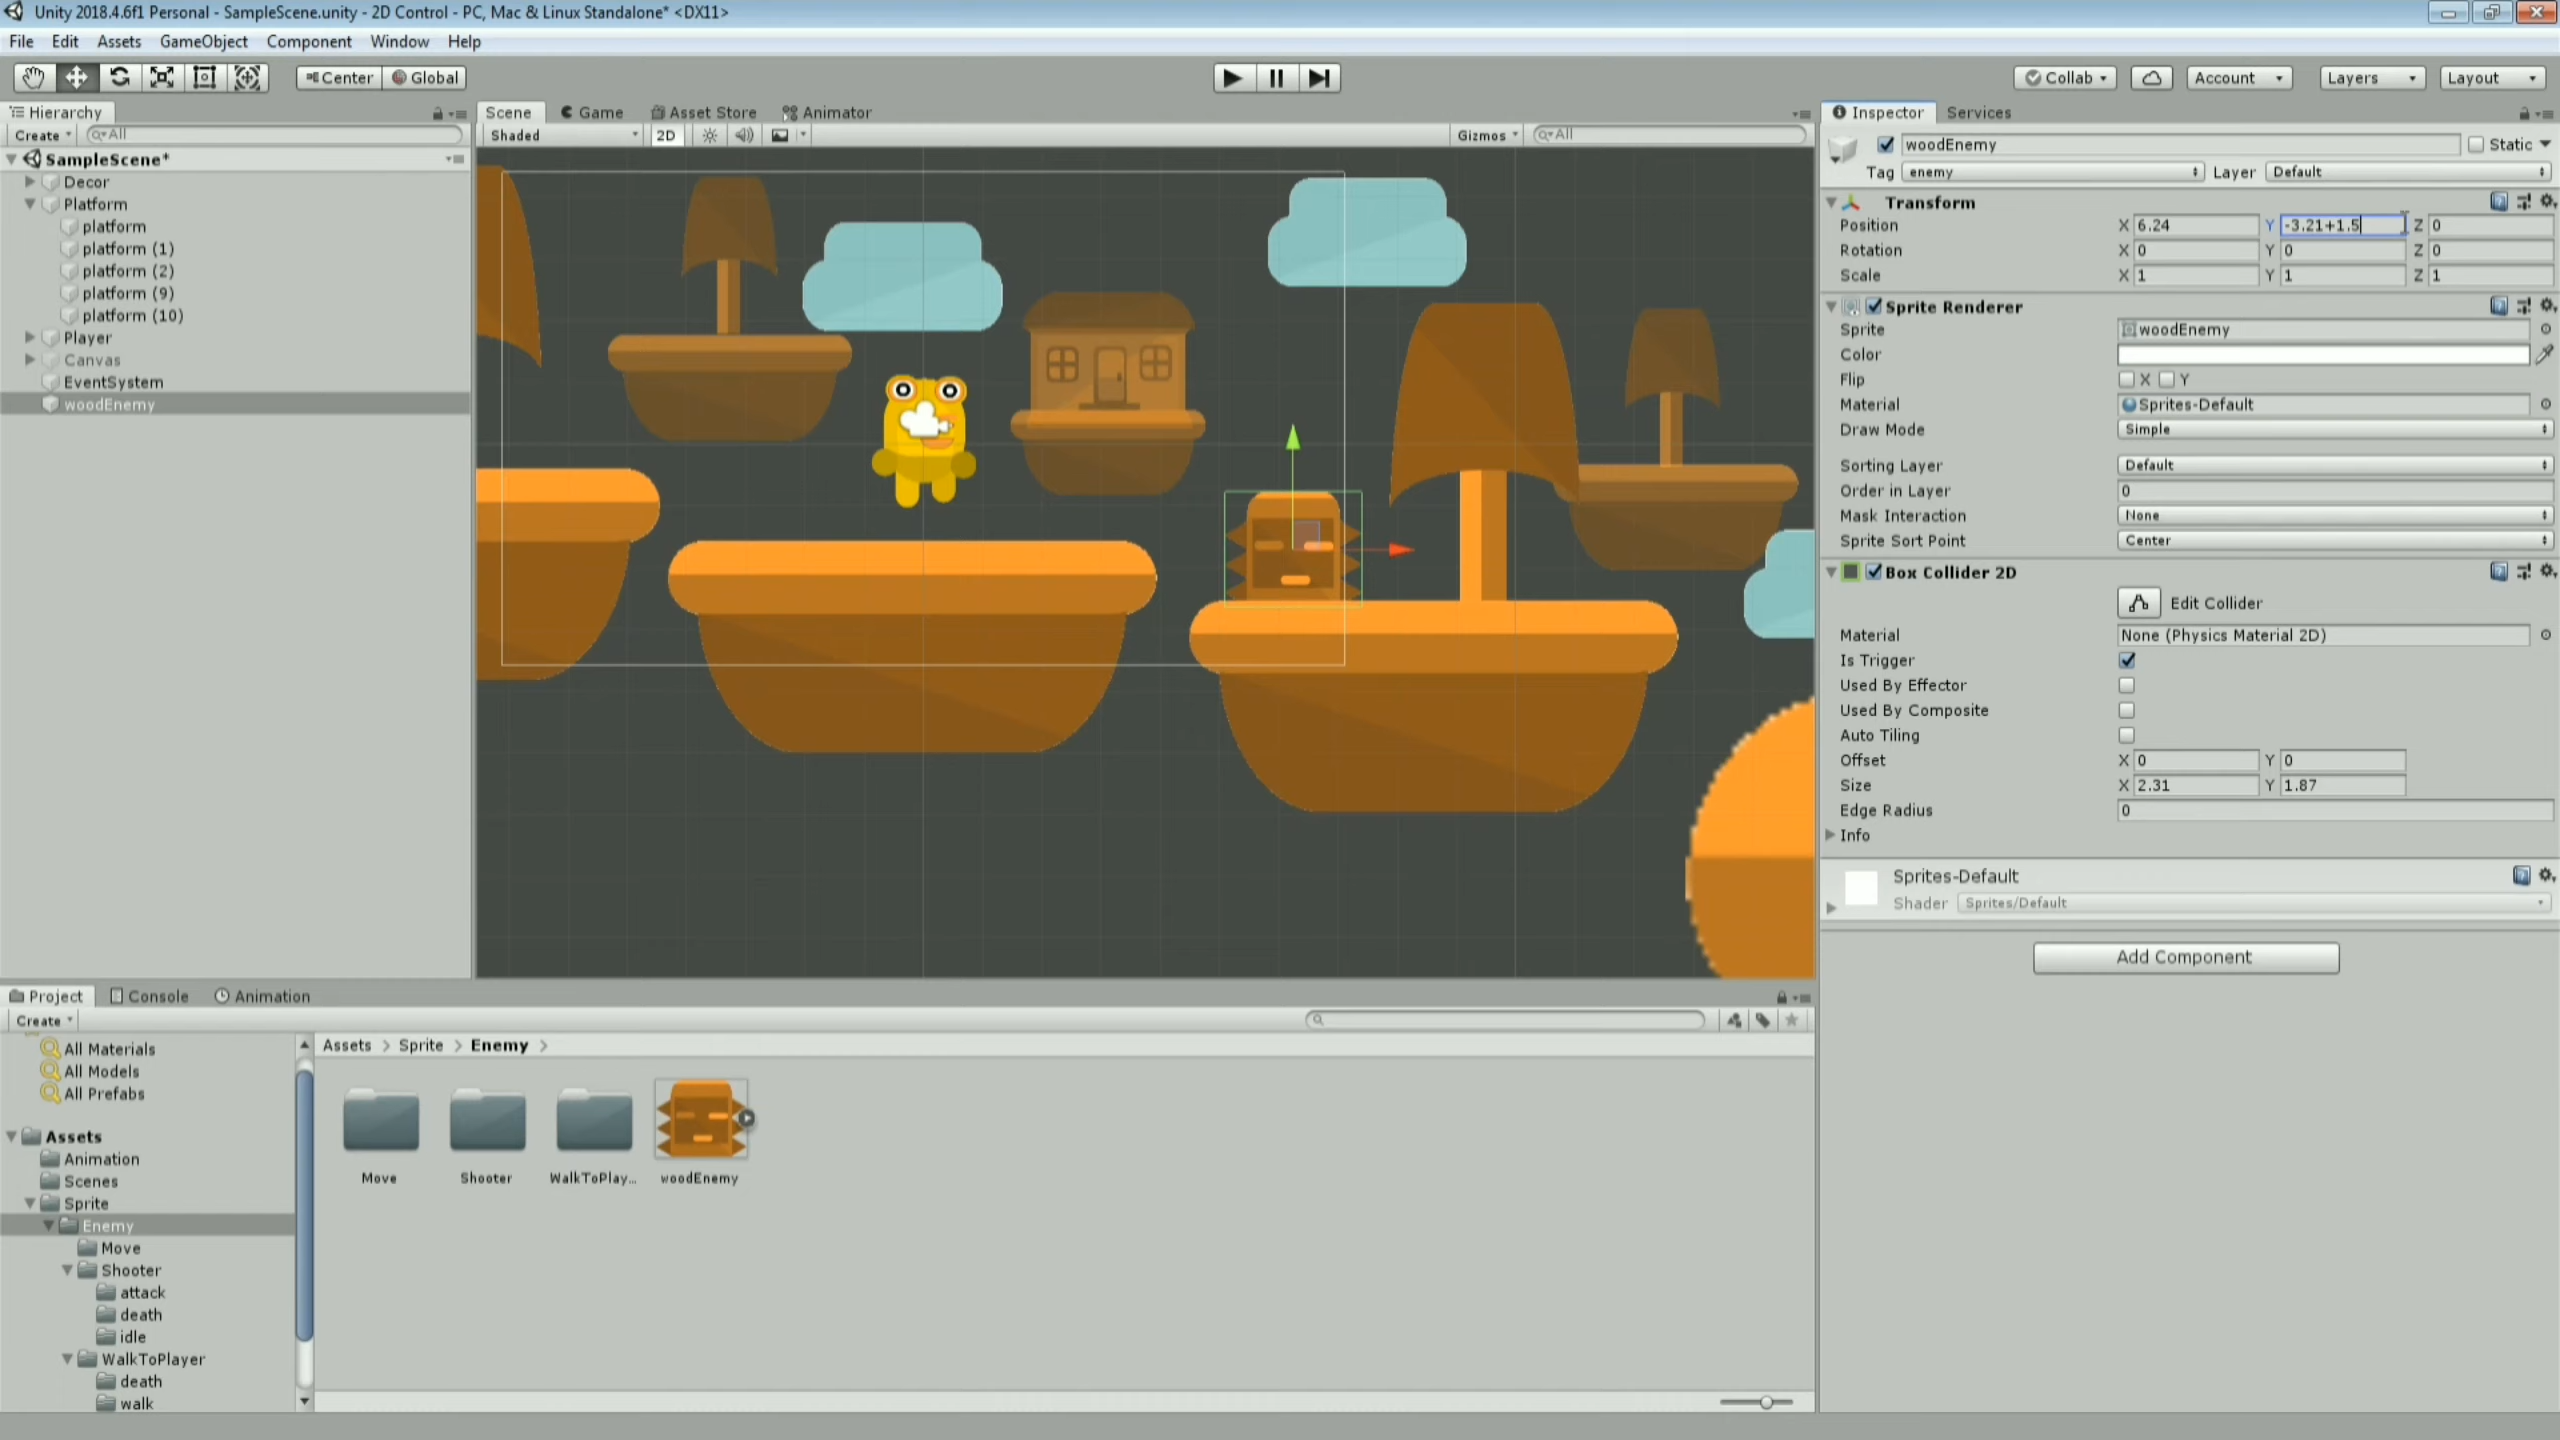 Unity 2018.4.6f1 Personal - SampleScene.unity - 2D Control - PC, Mac & Linux Standalone* <DX11>
File Edit Assets GameObject Component Window Help
Center Global Collab Account Layers Layout
Hierarchy
Create All
SampleScene*
Decor
Platform
platform
platform (1)
platform (2)
platform (9)
platform (10)
Player
Canvas
EventSystem
woodEnemy
Scene Game Asset Store Animator
Shaded 2D Gizmos All
Inspector Services
woodEnemy Static
Tag enemy Layer Default
Transform
Position X 6.24 Y -3.21+1.5 Z 0
Rotation X 0 Y 0 Z 0
Scale X 1 Y 1 Z 1
Sprite Renderer
Sprite woodEnemy
Color
Flip X Y
Material Sprites-Default
Draw Mode Simple
Sorting Layer Default
Order in Layer 0
Mask Interaction None
Sprite Sort Point Center
Box Collider 2D
Edit Collider
Material None (Physics Material 2D)
Is Trigger
Used By Effector
Used By Composite
Auto Tiling
Offset X 0 Y 0
Size X 2.31 Y 1.87
Edge Radius 0
Info
Sprites-Default
Shader Sprites/Default
Add Component
Project Console Animation
Create
All Materials
All Models
All Prefabs
Assets
Animation
Scenes
Sprite
Enemy
Move
Shooter
attack
death
idle
WalkToPlayer
death
walk
Assets > Sprite > Enemy >
Move Shooter WalkToPlay... woodEnemy